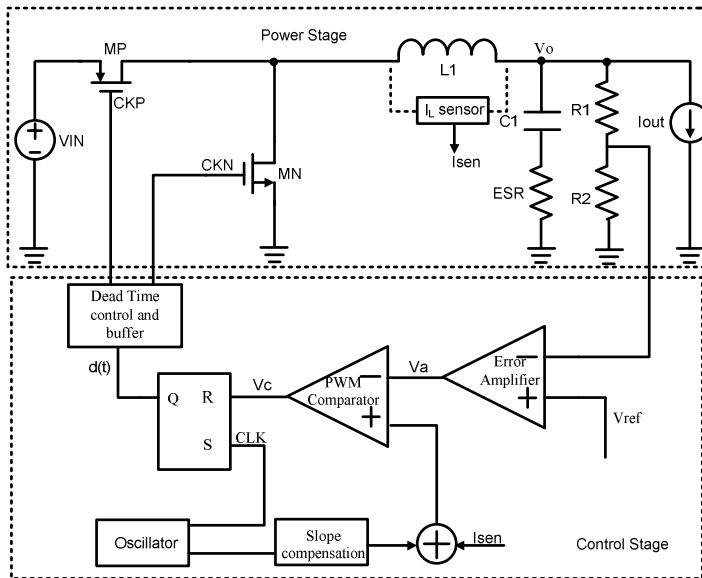 Power Stage
MP
CKP
VIN
CKN
MN
L1
I_L sensor
Isen
Vo
C1
ESR
R1
R2
Iout
Dead Time
control and
buffer
d(t)
Q
R
S
CLK
Vc
PWM
Comparator
−
+
Va
Error
Amplifier
−
+
Vref
Oscillator
Slope
compensation
+
Isen
Control Stage